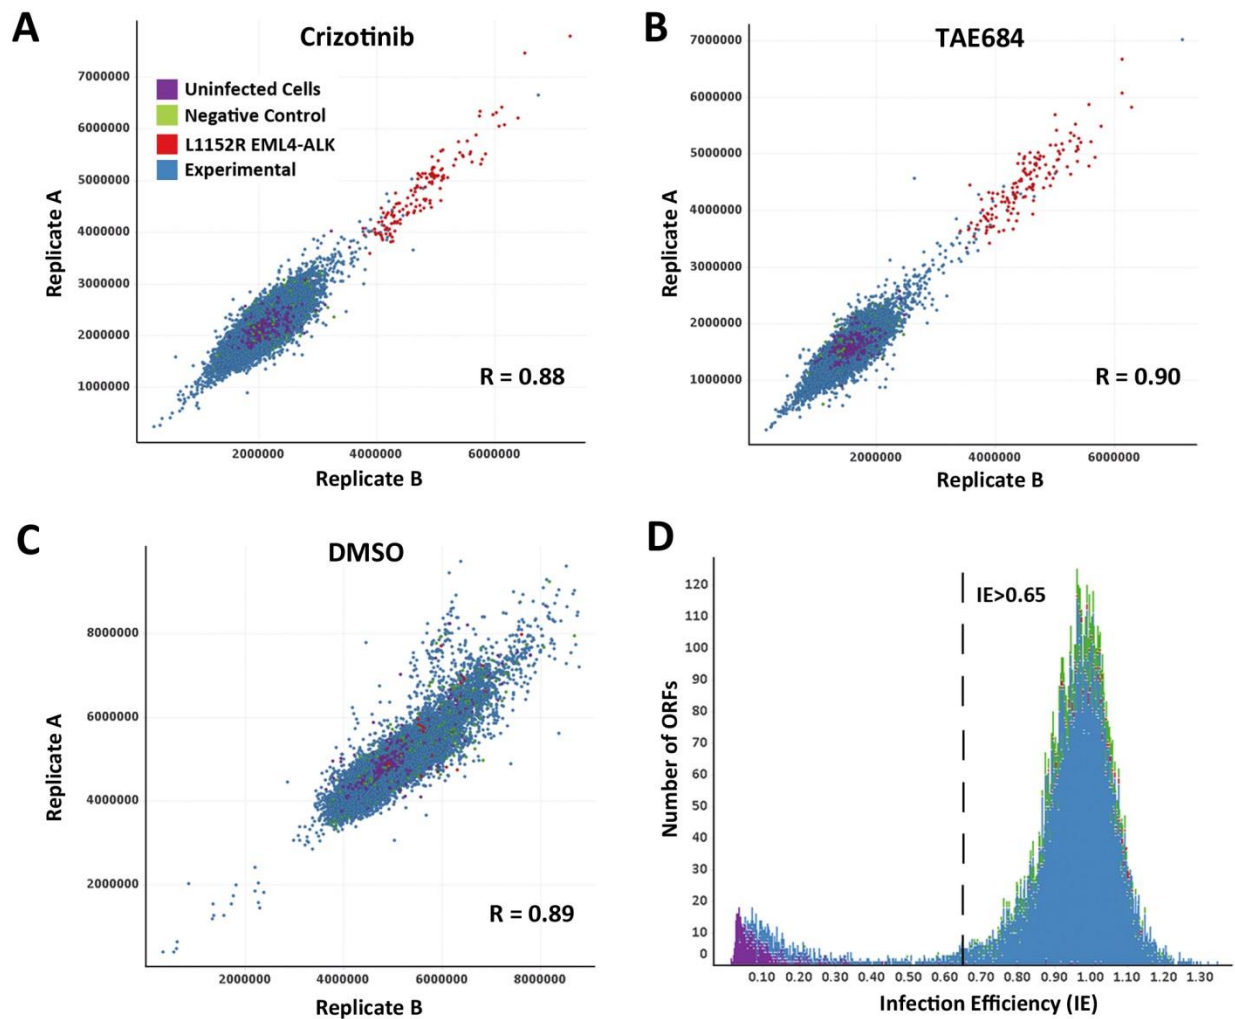 A
Crizotinib
Uninfected Cells
Negative Control
L1152R EML4-ALK
Experimental
7000000
6000000
5000000
4000000
3000000
2000000
1000000
Replicate A
R = 0.88
2000000 4000000 6000000
Replicate B
B
TAE684
7000000
6000000
5000000
4000000
3000000
2000000
1000000
Replicate A
R = 0.90
2000000 4000000 6000000
Replicate B
C
DMSO
8000000
6000000
4000000
2000000
Replicate A
R = 0.89
2000000 4000000 6000000 8000000
Replicate B
D
IE>0.65
120
110
100
90
80
70
60
50
40
30
20
10
0
Number of ORFs
0.10 0.20 0.30 0.40 0.50 0.60 0.70 0.80 0.90 1.00 1.10 1.20 1.30
Infection Efficiency (IE)